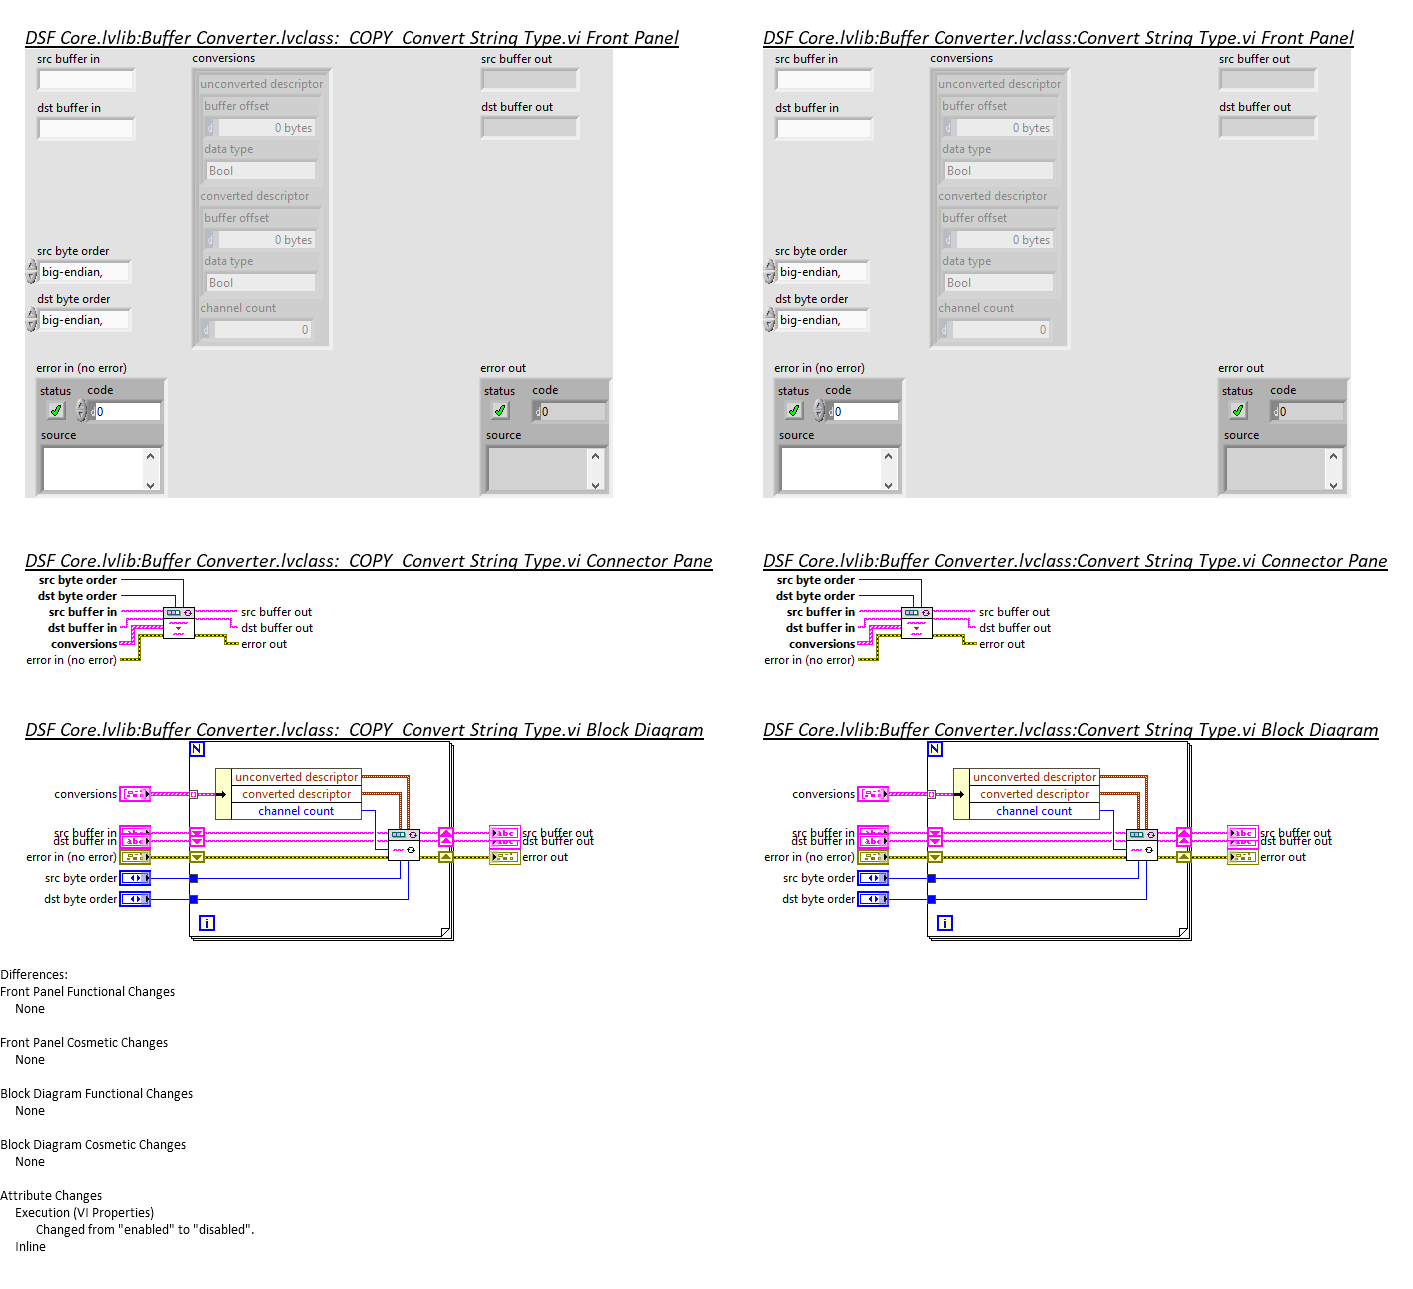 DSF Core.lvlib:Buffer Converter.lvclass:  COPY  Convert String Type.vi Front Panel
src buffer in
conversions
src buffer out
unconverted descriptor
buffer offset
dst buffer in
dst buffer out
d 0 bytes
data type
Bool
converted descriptor
buffer offset
d 0 bytes
src byte order
data type
big-endian,
Bool
dst byte order
channel count
big-endian,
d 0
error in (no error)
error out
status code
status code
d 0
d 0
source
source
DSF Core.lvlib:Buffer Converter.lvclass:Convert String Type.vi Front Panel
src buffer in
conversions
src buffer out
unconverted descriptor
buffer offset
dst buffer in
dst buffer out
d 0 bytes
data type
Bool
converted descriptor
buffer offset
d 0 bytes
src byte order
data type
big-endian,
Bool
dst byte order
channel count
big-endian,
d 0
error in (no error)
error out
status code
status code
d 0
d 0
source
source
DSF Core.lvlib:Buffer Converter.lvclass:  COPY  Convert String Type.vi Connector Pane
src byte order
dst byte order
src buffer in
src buffer out
dst buffer in
dst buffer out
conversions
error out
error in (no error)
DSF Core.lvlib:Buffer Converter.lvclass:Convert String Type.vi Connector Pane
src byte order
dst byte order
src buffer in
src buffer out
dst buffer in
dst buffer out
conversions
error out
error in (no error)
DSF Core.lvlib:Buffer Converter.lvclass:  COPY  Convert String Type.vi Block Diagram
N
unconverted descriptor
conversions
converted descriptor
channel count
src buffer in
abc
abc
src buffer out
dst buffer in
abc
abc
dst buffer out
error in (no error)
error out
src byte order
dst byte order
i
DSF Core.lvlib:Buffer Converter.lvclass:Convert String Type.vi Block Diagram
N
unconverted descriptor
conversions
converted descriptor
channel count
src buffer in
abc
abc
src buffer out
dst buffer in
abc
abc
dst buffer out
error in (no error)
error out
src byte order
dst byte order
i
Differences:
Front Panel Functional Changes
None
Front Panel Cosmetic Changes
None
Block Diagram Functional Changes
None
Block Diagram Cosmetic Changes
None
Attribute Changes
Execution (VI Properties)
Changed from "enabled" to "disabled".
Inline